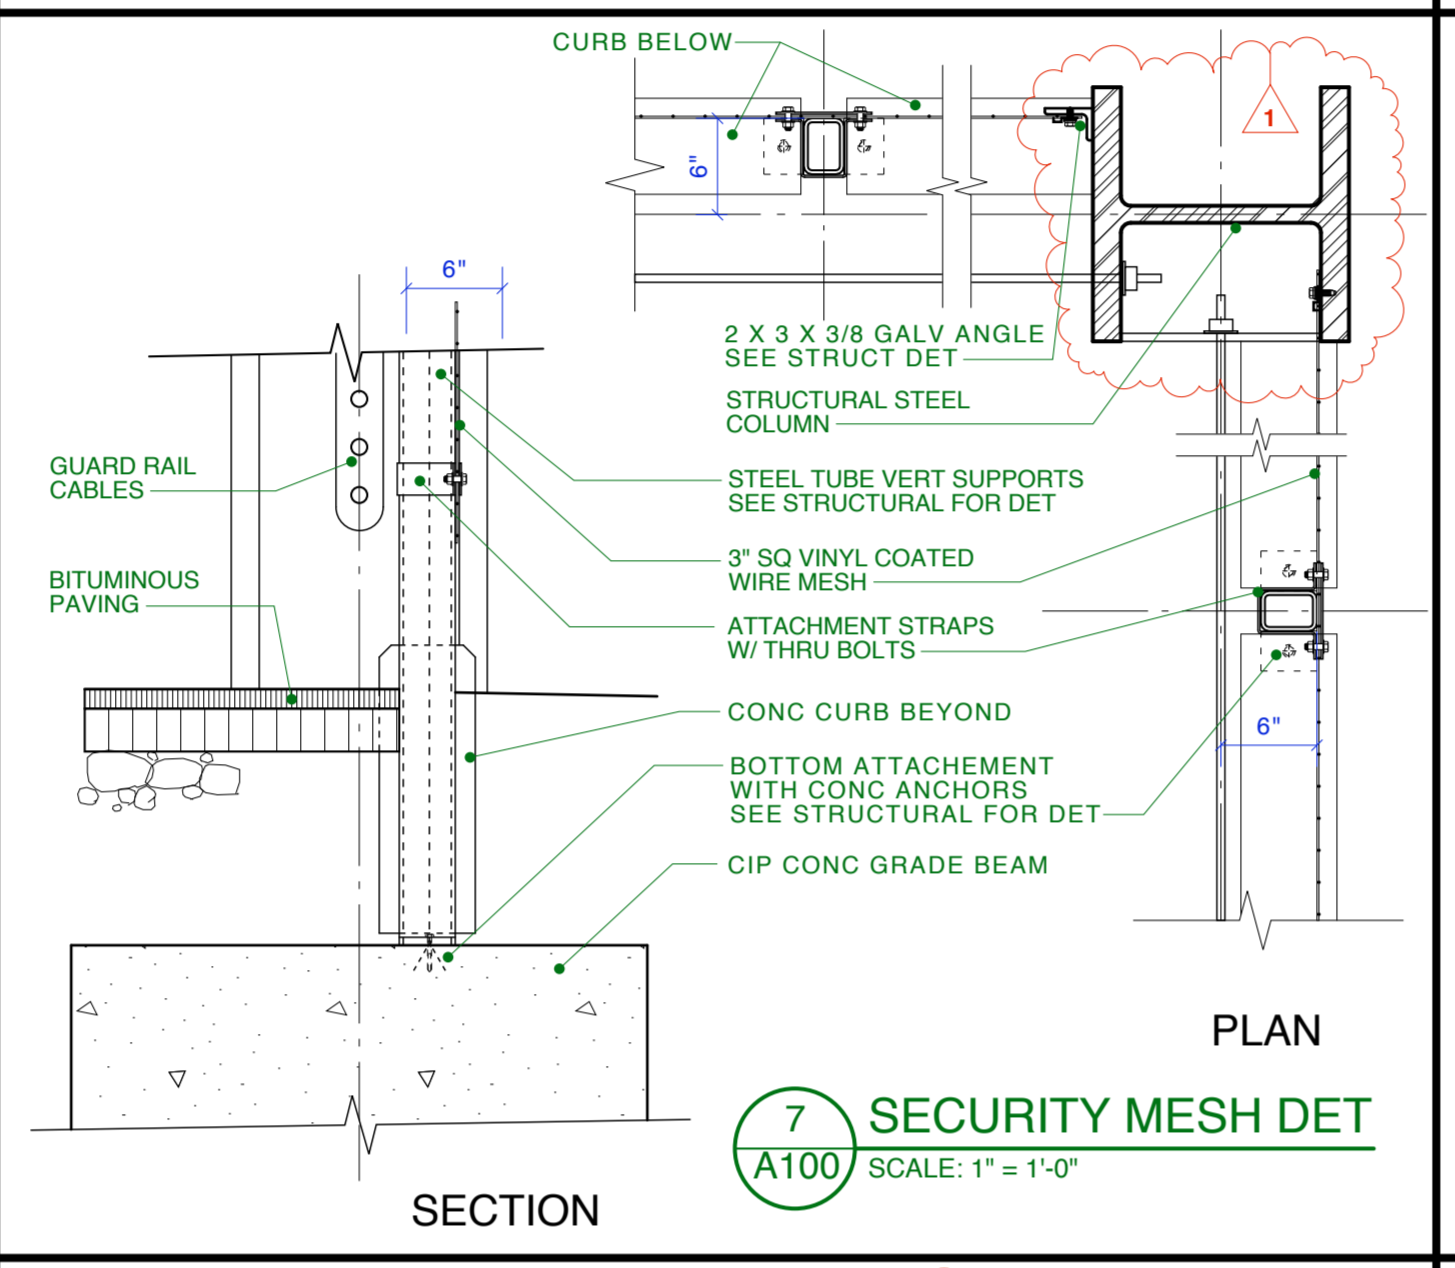 CURB BELOW
1
6"
6"
2 X 3 X 3/8 GALV ANGLE
SEE STRUCT DET
STRUCTURAL STEEL
COLUMN
GUARD RAIL
CABLES
STEEL TUBE VERT SUPPORTS
SEE STRUCTURAL FOR DET
3" SQ VINYL COATED
WIRE MESH
BITUMINOUS
PAVING
ATTACHMENT STRAPS
W/ THRU BOLTS
CONC CURB BEYOND
6"
BOTTOM ATTACHEMENT
WITH CONC ANCHORS
SEE STRUCTURAL FOR DET
CIP CONC GRADE BEAM
PLAN
7
A100
SECURITY MESH DET
SCALE: 1" = 1'-0"
SECTION